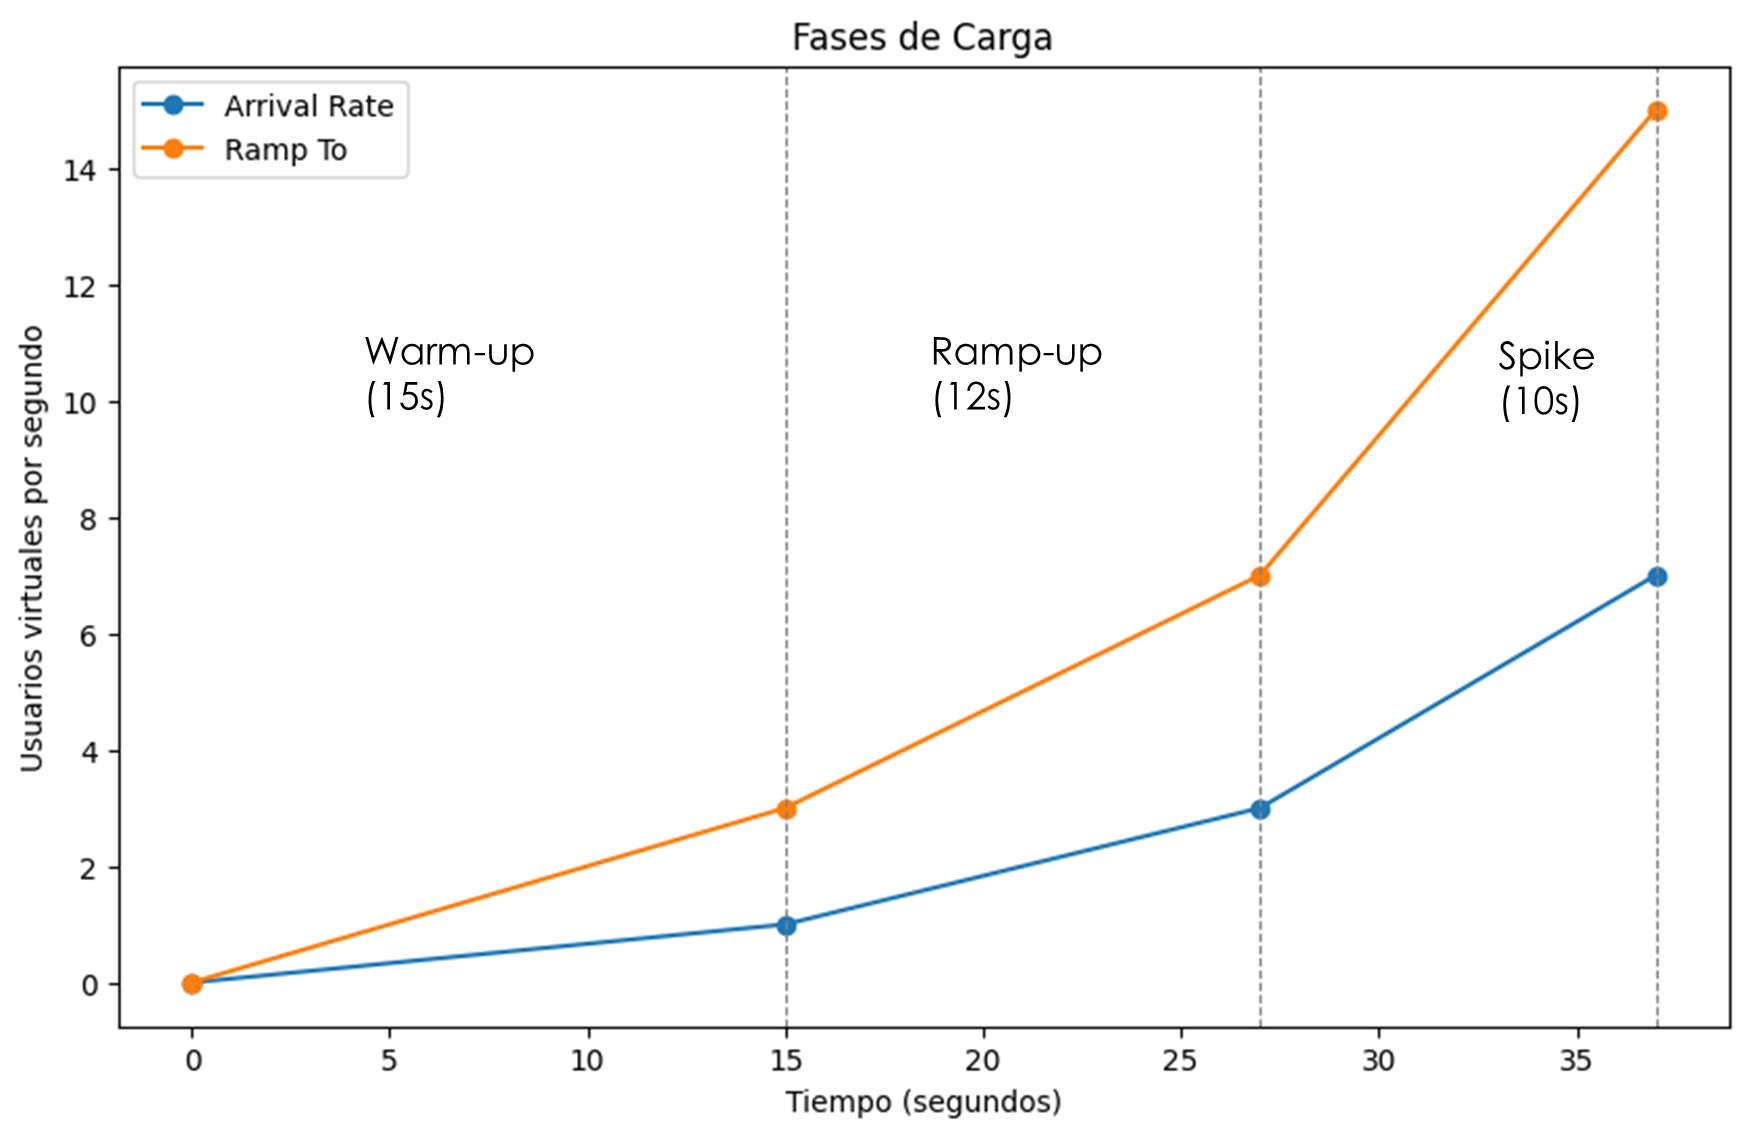 Fases de Carga
Arrival Rate
Ramp To
14
12
10
8
6
4
2
0
Usuarios virtuales por segundo
Warm-up
(15s)
Ramp-up
(12s)
Spike
(10s)
0 5 10 15 20 25 30 35
Tiempo (segundos)